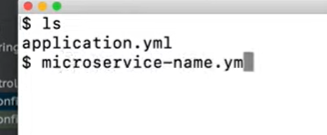 $ ls
application.yml
$ microservice-name.ym